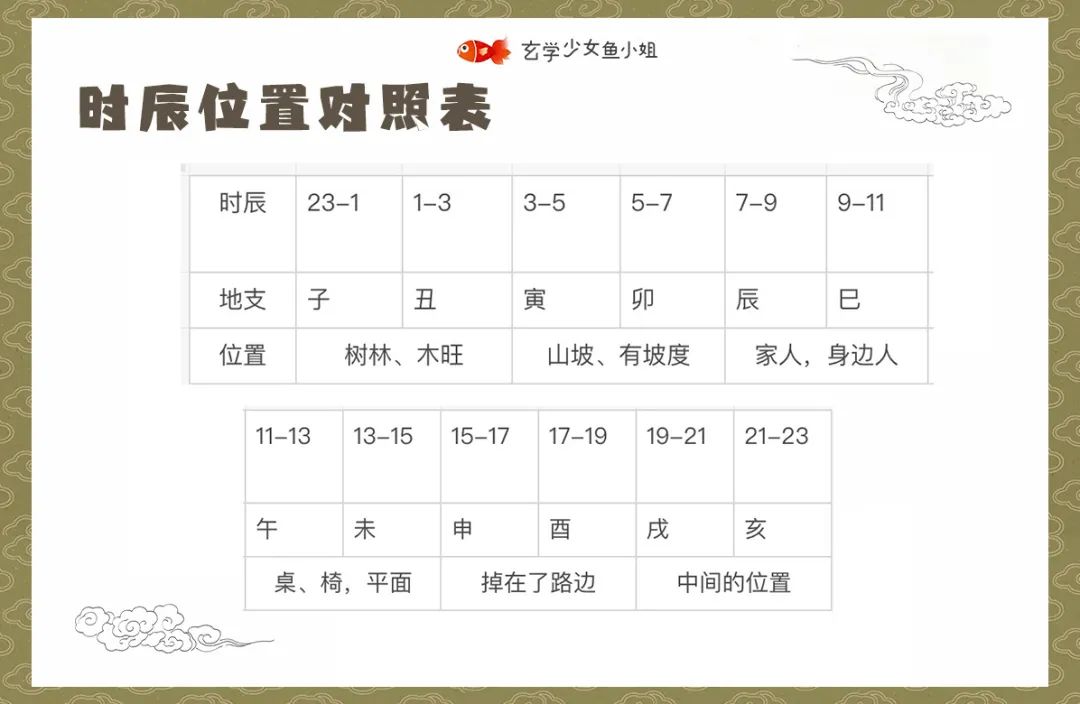 玄学少女鱼小姐
时辰位置对照表
时辰 23–1 1–3 3–5 5–7 7–9 9–11
地支 子 丑 寅 卯 辰 巳
位置 树林、木旺 山坡、有坡度 家人，身边人
11–13 13–15 15–17 17–19 19–21 21–23
午 未 申 酉 戌 亥
桌、椅，平面 掉在了路边 中间的位置